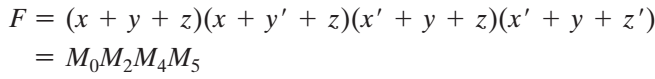 F = (x + y + z)(x + y′ + z)(x′ + y + z)(x′ + y + z′)
= M₀M₂M₄M₅